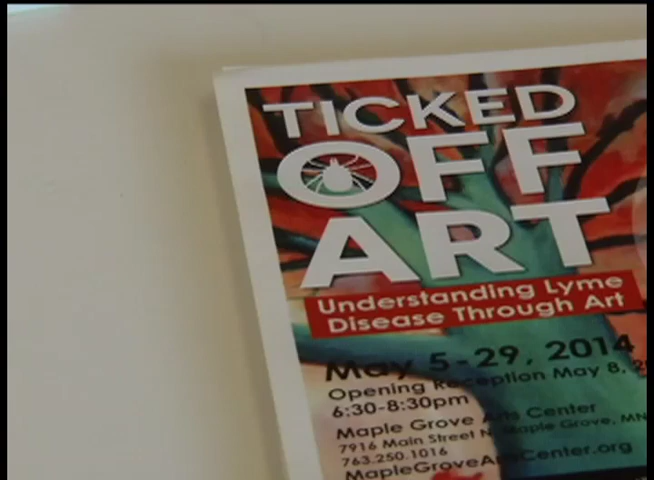 TICKED
OFF
ART
Understanding Lyme
Disease Through Art
May 5-29, 2014
Opening Reception May 8,
6:30-8:30pm
Maple Grove Arts Center
7916 Main Street N. Maple Grove, MN
763.250.1016
MapleGroveArtsCenter.org